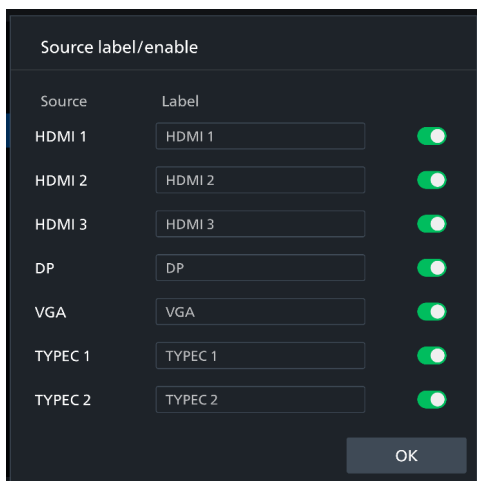 Source label/enable
Source Label
HDMI 1 HDMI 1
HDMI 2 HDMI 2
HDMI 3 HDMI 3
DP DP
VGA VGA
TYPEC 1 TYPEC 1
TYPEC 2 TYPEC 2
OK